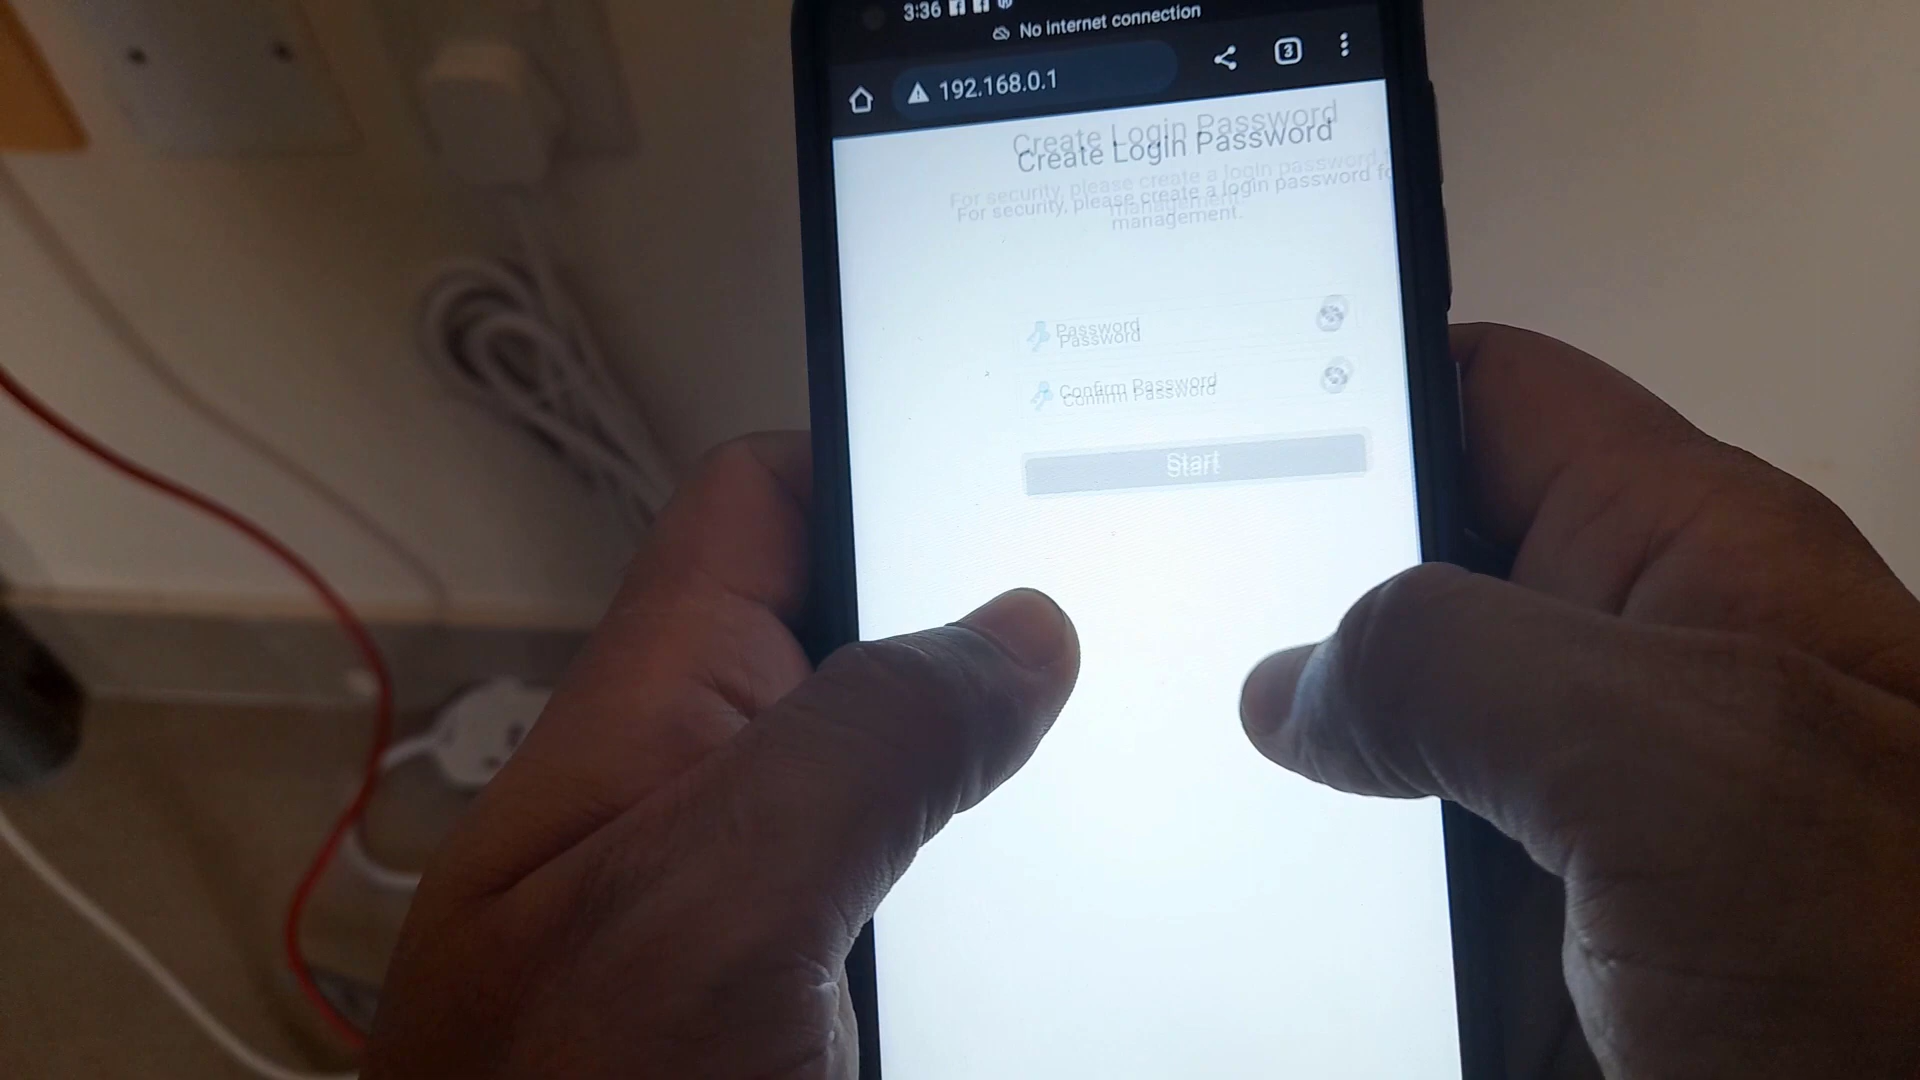 3:36
No internet connection
192.168.0.1
3
Create Login Password
For security, please create a login password
management.
Password
Confirm Password
Start